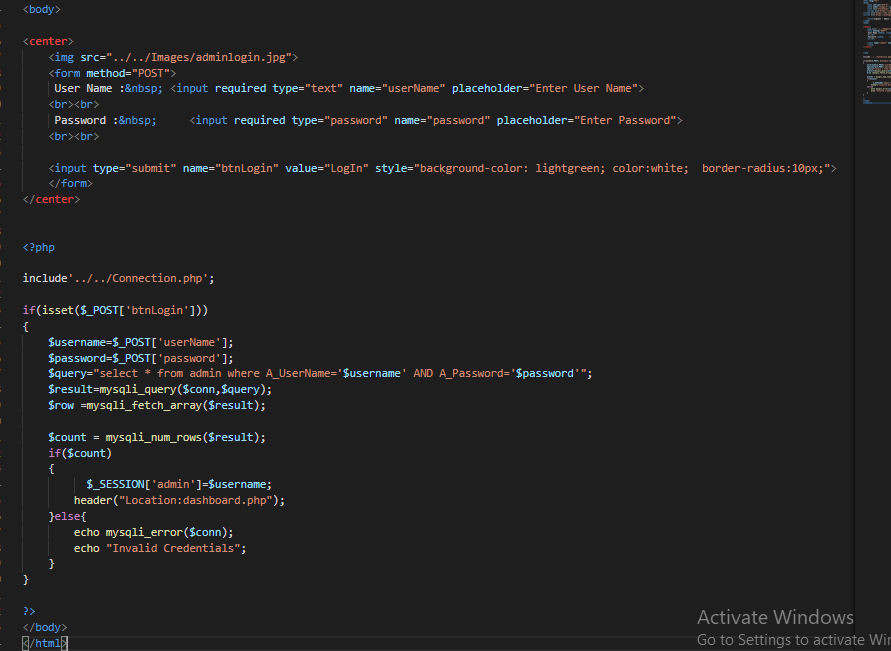 <body>
<center>
<img src="../../Images/adminlogin.jpg">
<form method="POST">
User Name :&nbsp; <input required type="text" name="userName" placeholder="Enter User Name">
<br><br>
Password :&nbsp; <input required type="password" name="password" placeholder="Enter Password">
<br><br>
<input type="submit" name="btnLogin" value="LogIn" style="background-color: lightgreen; color:white; border-radius:10px;">
</form>
</center>
<?php
include'../../Connection.php';
if(isset($_POST['btnLogin']))
{
$username=$_POST['userName'];
$password=$_POST['password'];
$query="select * from admin where A_UserName='$username' AND A_Password='$password'";
$result=mysqli_query($conn,$query);
$row =mysqli_fetch_array($result);
$count = mysqli_num_rows($result);
if($count)
{
$_SESSION['admin']=$username;
header("Location:dashboard.php");
}else{
echo mysqli_error($conn);
echo "Invalid Credentials";
}
}
?>
</body>
</html>
Activate Windows
Go to Settings to activate